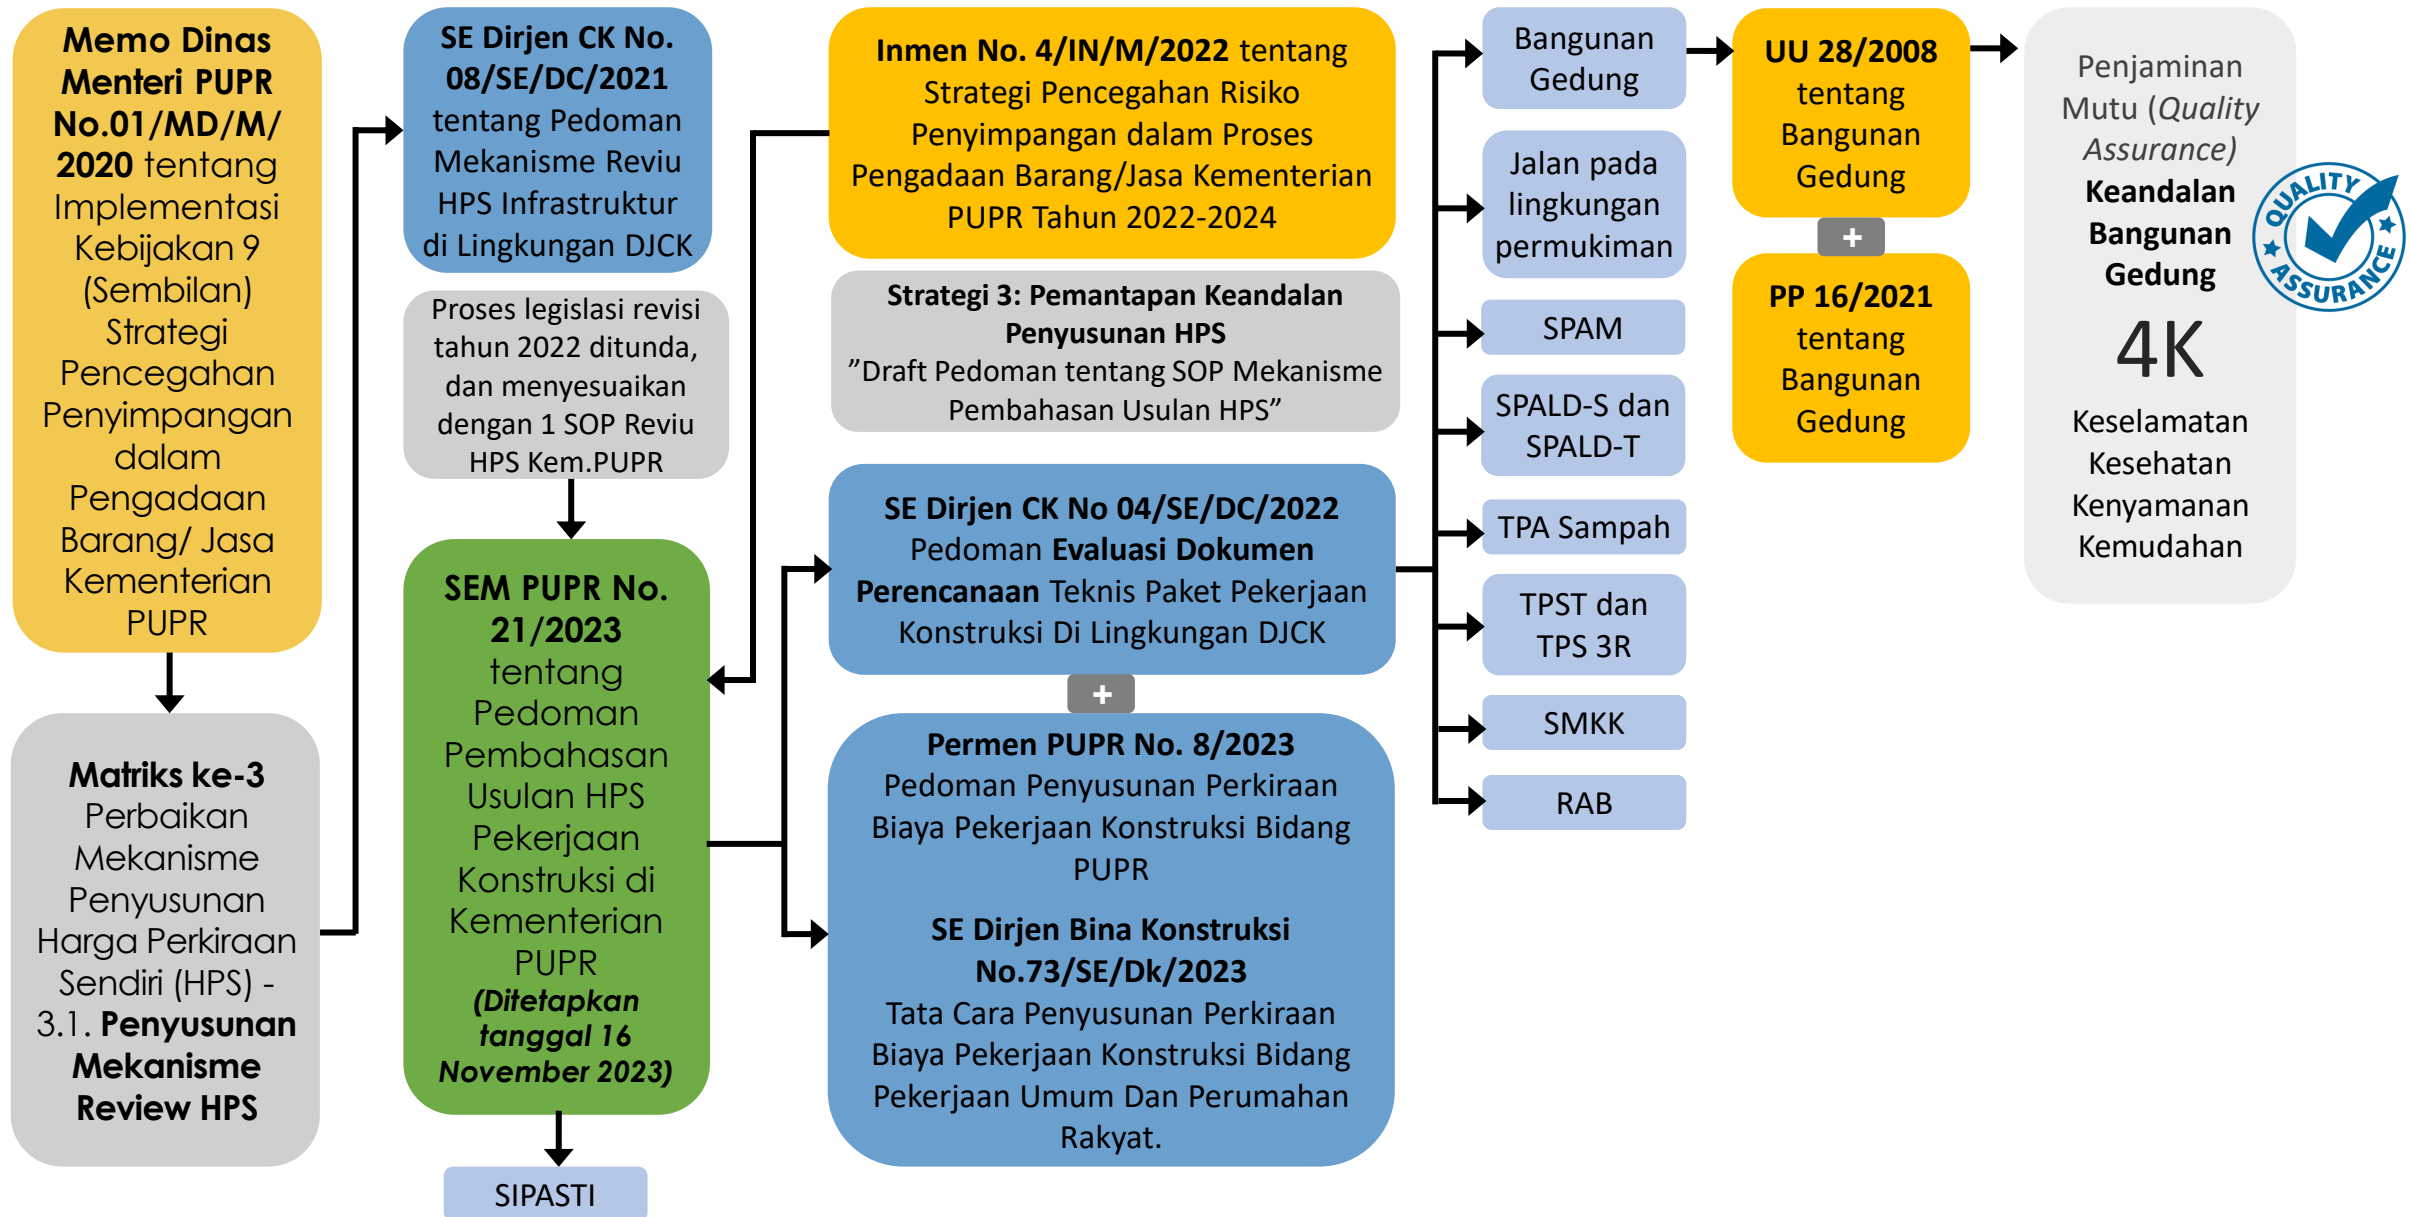 Memo Dinas
Menteri PUPR
No.01/MD/M/
2020 tentang
Implementasi
Kebijakan 9
(Sembilan)
Strategi
Pencegahan
Penyimpangan
dalam
Pengadaan
Barang/ Jasa
Kementerian
PUPR
Matriks ke-3
Perbaikan
Mekanisme
Penyusunan
Harga Perkiraan
Sendiri (HPS) -
3.1. Penyusunan
Mekanisme
Review HPS
SE Dirjen CK No.
08/SE/DC/2021
tentang Pedoman
Mekanisme Reviu
HPS Infrastruktur
di Lingkungan DJCK
Proses legislasi revisi
tahun 2022 ditunda,
dan menyesuaikan
dengan 1 SOP Reviu
HPS Kem.PUPR
SEM PUPR No.
21/2023
tentang
Pedoman
Pembahasan
Usulan HPS
Pekerjaan
Konstruksi di
Kementerian
PUPR
(Ditetapkan
tanggal 16
November 2023)
SIPASTI
Inmen No. 4/IN/M/2022 tentang
Strategi Pencegahan Risiko
Penyimpangan dalam Proses
Pengadaan Barang/Jasa Kementerian
PUPR Tahun 2022-2024
Strategi 3: Pemantapan Keandalan
Penyusunan HPS
”Draft Pedoman tentang SOP Mekanisme
Pembahasan Usulan HPS”
SE Dirjen CK No 04/SE/DC/2022
Pedoman Evaluasi Dokumen
Perencanaan Teknis Paket Pekerjaan
Konstruksi Di Lingkungan DJCK
+
Permen PUPR No. 8/2023
Pedoman Penyusunan Perkiraan
Biaya Pekerjaan Konstruksi Bidang
PUPR
SE Dirjen Bina Konstruksi
No.73/SE/Dk/2023
Tata Cara Penyusunan Perkiraan
Biaya Pekerjaan Konstruksi Bidang
Pekerjaan Umum Dan Perumahan
Rakyat.
Bangunan
Gedung
Jalan pada
lingkungan
permukiman
SPAM
SPALD-S dan
SPALD-T
TPA Sampah
TPST dan
TPS 3R
SMKK
RAB
UU 28/2008
tentang
Bangunan
Gedung
+
PP 16/2021
tentang
Bangunan
Gedung
Penjaminan
Mutu (Quality
Assurance)
Keandalan
Bangunan
Gedung
4K
Keselamatan
Kesehatan
Kenyamanan
Kemudahan
QUALITY
ASSURANCE